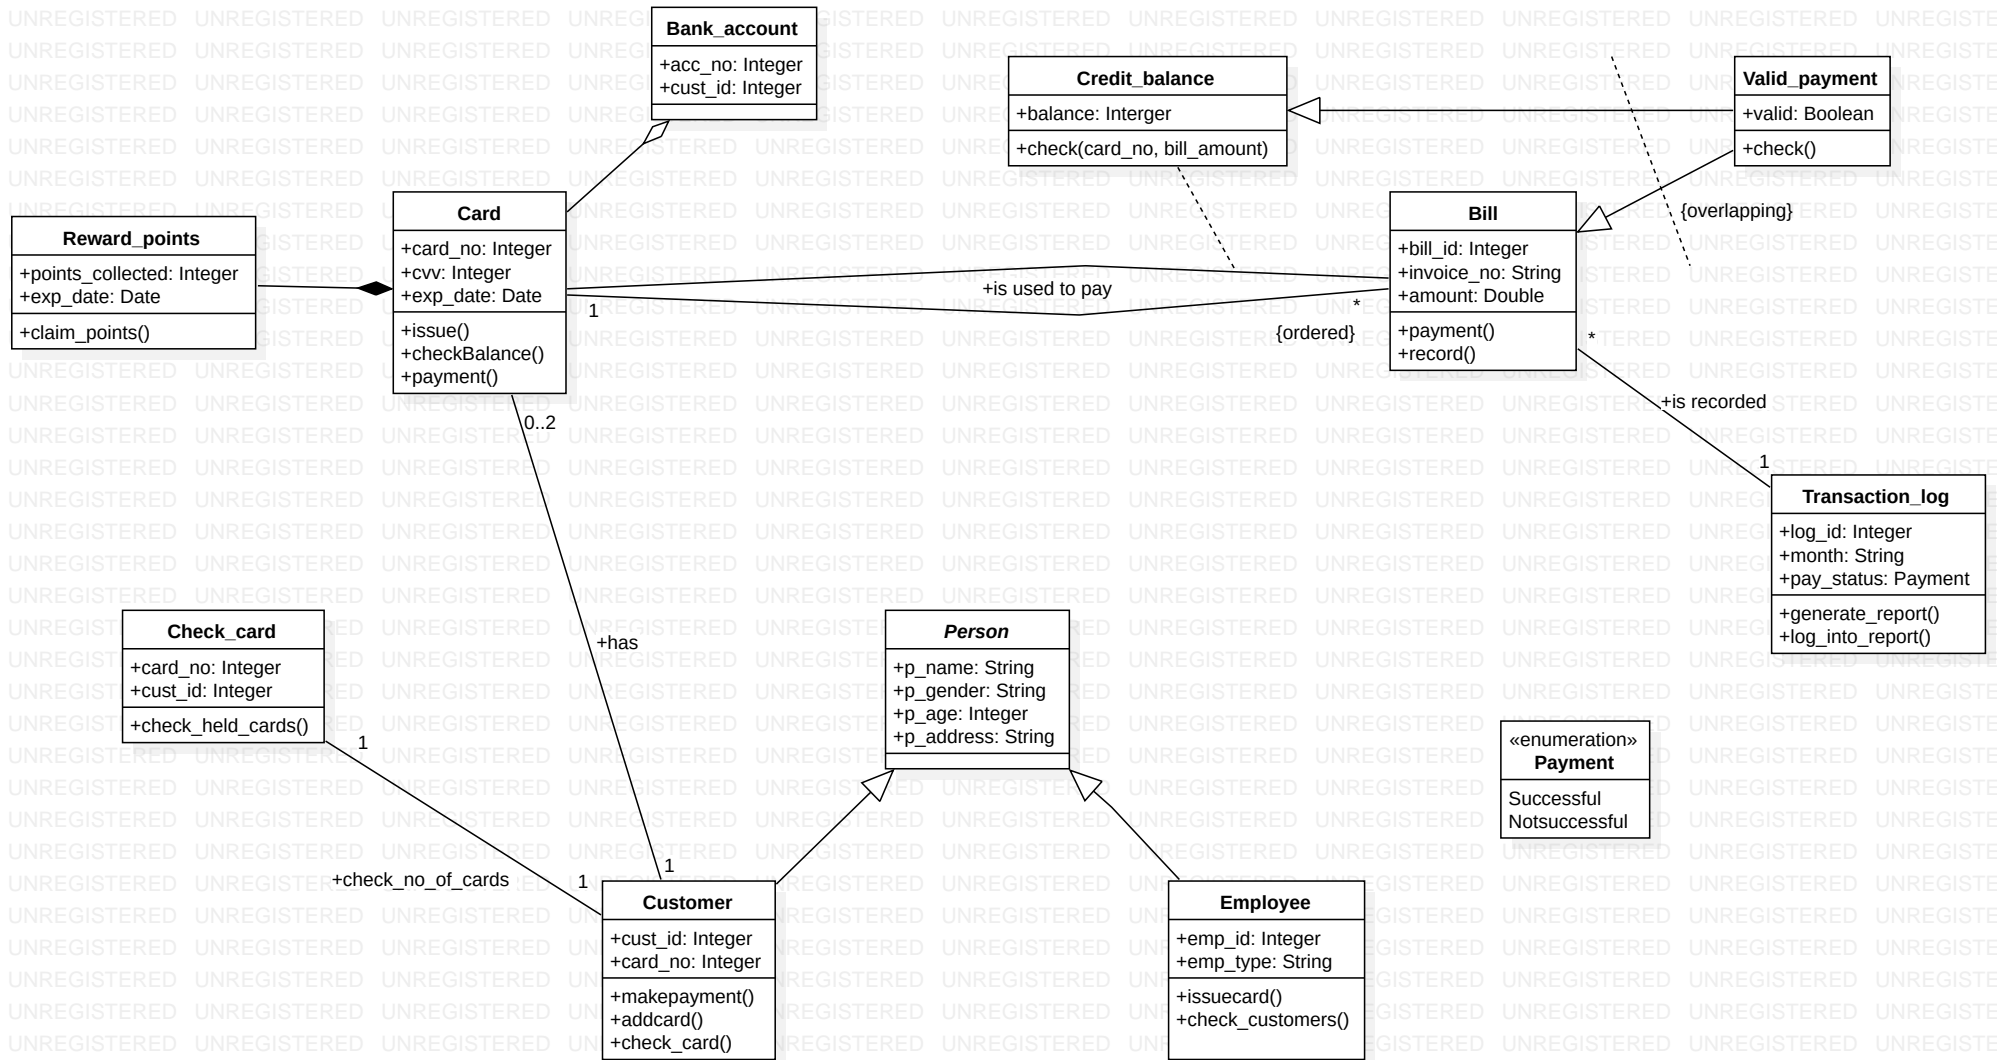 Bank_account
+acc_no: Integer
+cust_id: Integer
Credit_balance
+balance: Interger
+check(card_no, bill_amount)
Valid_payment
+valid: Boolean
+check()
{overlapping}
Reward_points
+points_collected: Integer
+exp_date: Date
+claim_points()
Card
+card_no: Integer
+cvv: Integer
+exp_date: Date
+issue()
+checkBalance()
+payment()
1
+is used to pay
*
{ordered}
Bill
+bill_id: Integer
+invoice_no: String
+amount: Double
+payment()
+record()
*
+is recorded
1
Transaction_log
+log_id: Integer
+month: String
+pay_status: Payment
+generate_report()
+log_into_report()
0..2
+has
1
Check_card
+card_no: Integer
+cust_id: Integer
+check_held_cards()
1
+check_no_of_cards
1
Person
+p_name: String
+p_gender: String
+p_age: Integer
+p_address: String
«enumeration»
Payment
Successful
Notsuccessful
Customer
+cust_id: Integer
+card_no: Integer
+makepayment()
+addcard()
+check_card()
Employee
+emp_id: Integer
+emp_type: String
+issuecard()
+check_customers()
UNREGISTERED